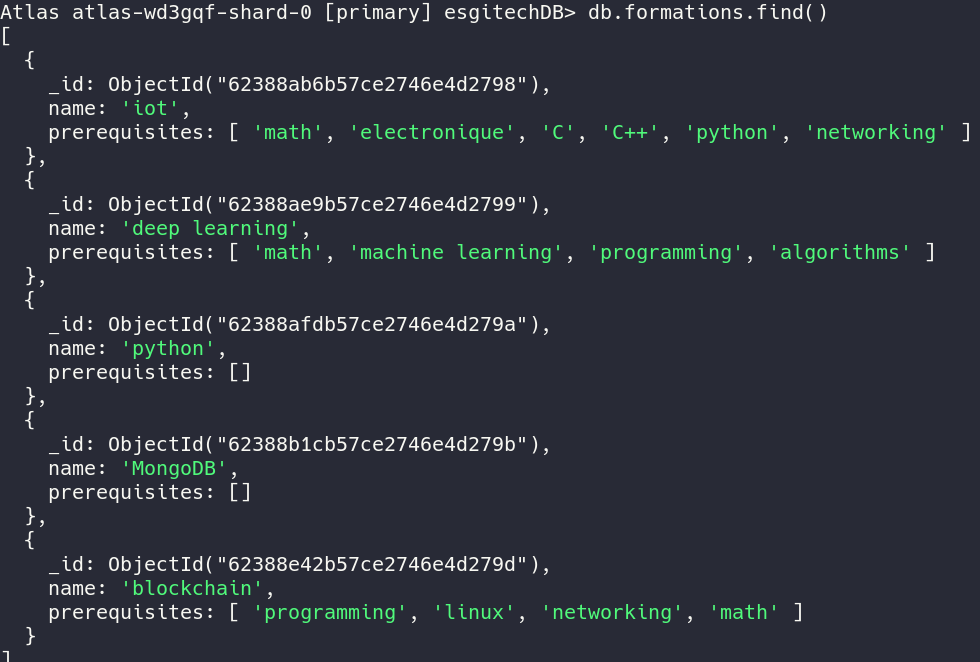 Atlas atlas-wd3gqf-shard-0 [primary] esgitechDB> db.formations.find()
[
  {
    _id: ObjectId("62388ab6b57ce2746e4d2798"),
    name: 'iot',
    prerequisites: [ 'math', 'electronique', 'C', 'C++', 'python', 'networking' ]
  },
  {
    _id: ObjectId("62388ae9b57ce2746e4d2799"),
    name: 'deep learning',
    prerequisites: [ 'math', 'machine learning', 'programming', 'algorithms' ]
  },
  {
    _id: ObjectId("62388afdb57ce2746e4d279a"),
    name: 'python',
    prerequisites: []
  },
  {
    _id: ObjectId("62388b1cb57ce2746e4d279b"),
    name: 'MongoDB',
    prerequisites: []
  },
  {
    _id: ObjectId("62388e42b57ce2746e4d279d"),
    name: 'blockchain',
    prerequisites: [ 'programming', 'linux', 'networking', 'math' ]
  }
]